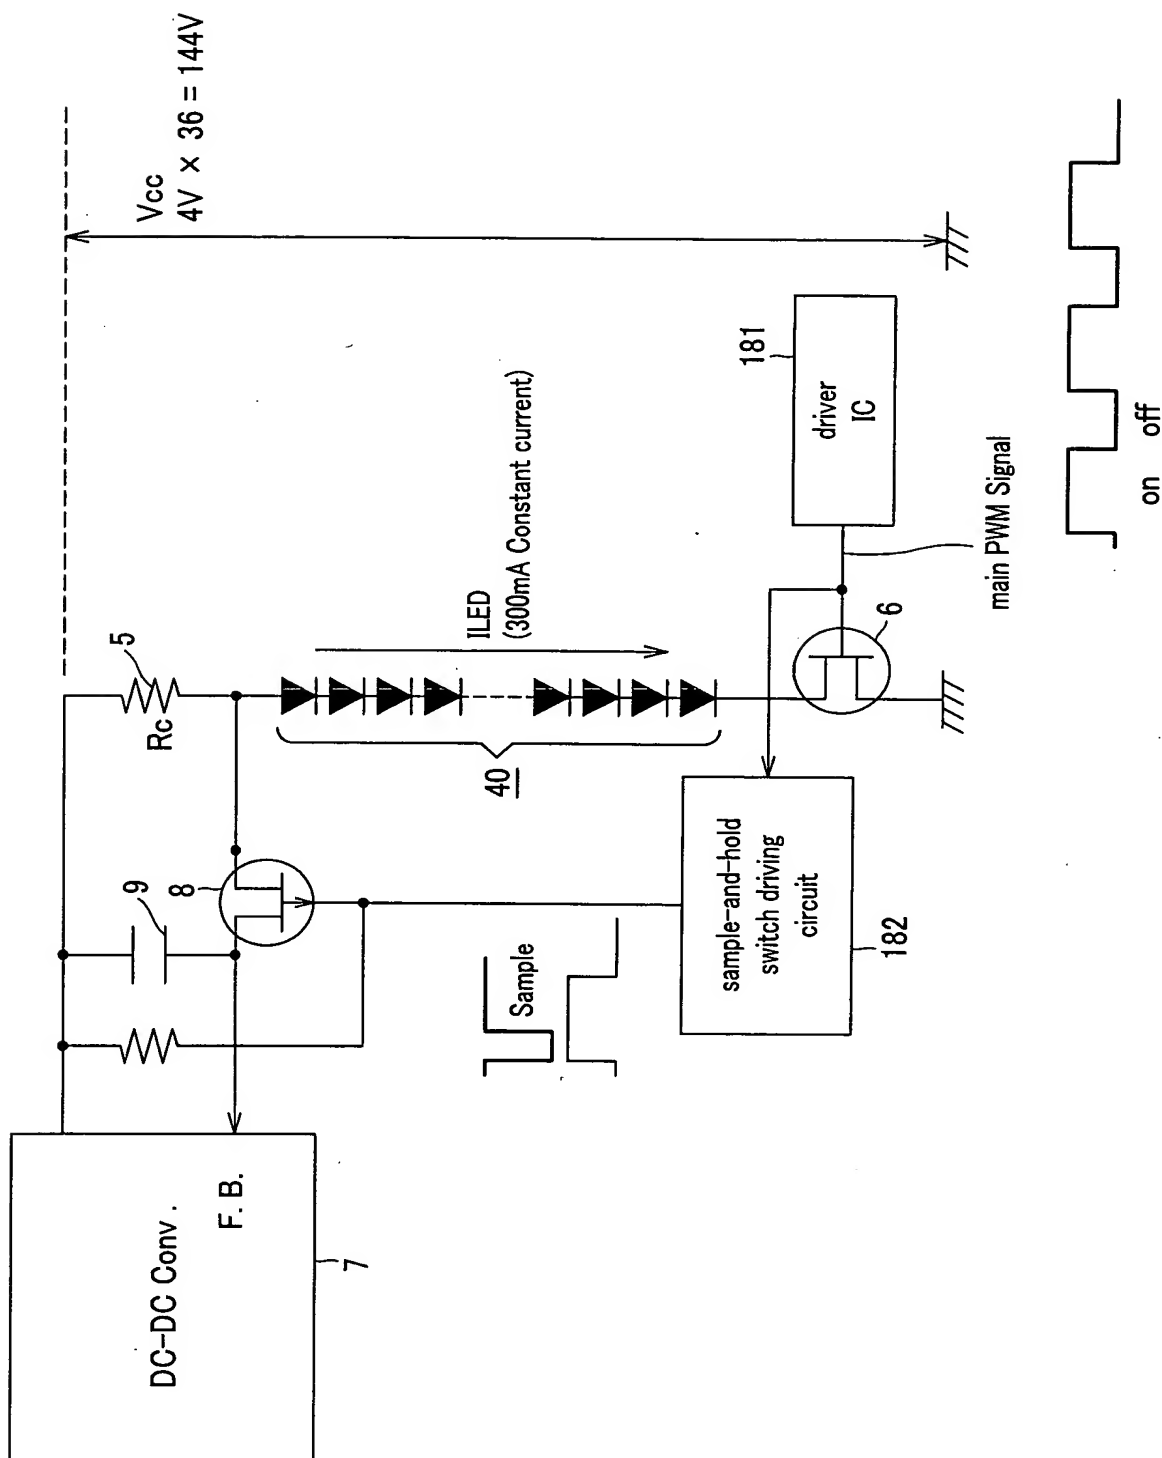 DC-DC Conv.
F. B.
7
9
8
5
Rc
40
ILED
(300mA Constant current)
Vcc
4V × 36 = 144V
Sample
sample-and-hold
switch driving
circuit
182
6
driver
IC
181
main PWM Signal
on off